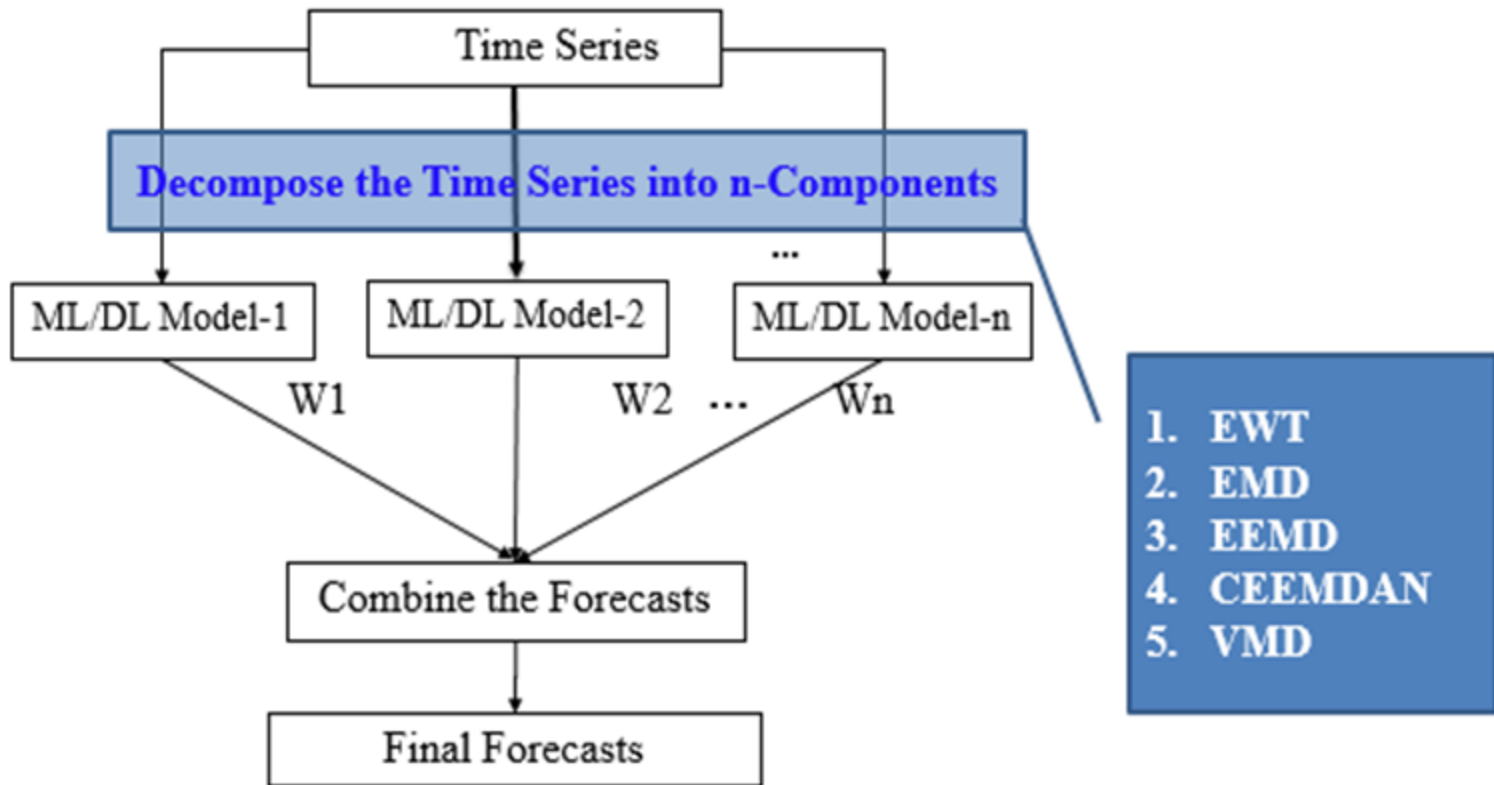 Time Series
Decompose the Time Series into n-Components
...
ML/DL Model-1
ML/DL Model-2
ML/DL Model-n
W1
W2
...
Wn
Combine the Forecasts
Final Forecasts
1. EWT
2. EMD
3. EEMD
4. CEEMDAN
5. VMD